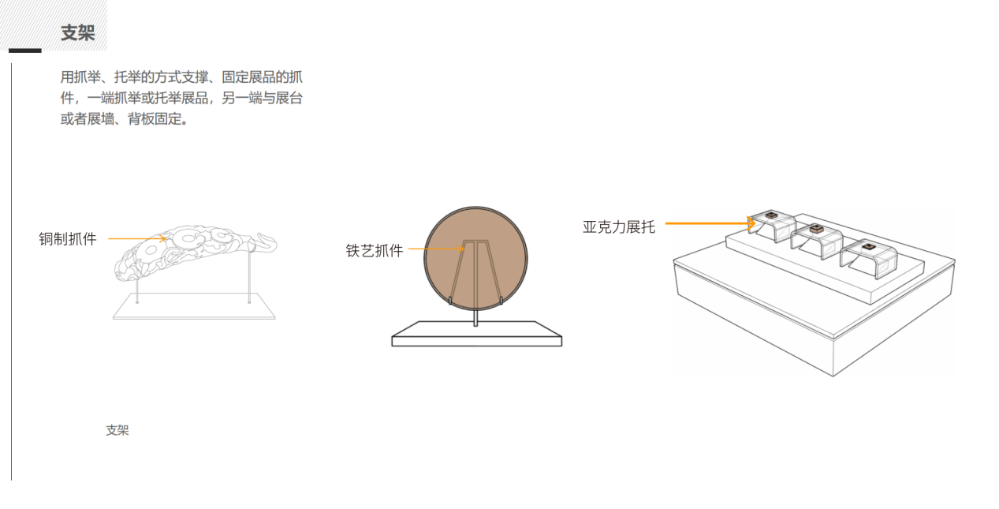 支架
用抓举、托举的方式支撑、固定展品的抓
件，一端抓举或托举展品，另一端与展台
或者展墙、背板固定。
铜制抓件
铁艺抓件
亚克力展托
支架